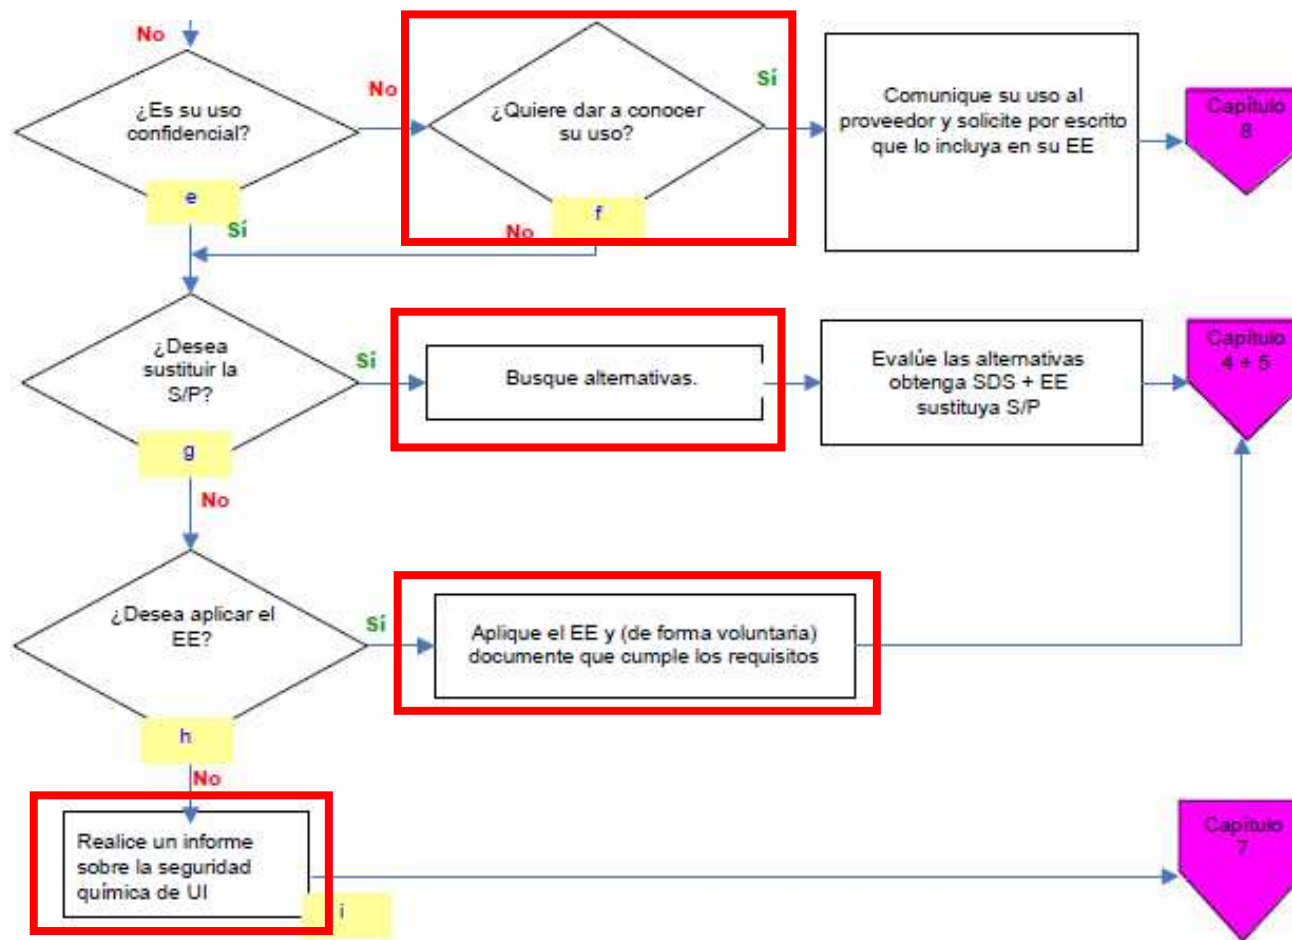 No
¿Es su uso
confidencial?
e
No
¿Quiere dar a conocer
su uso?
f
Sí
Comunique su uso al
proveedor y solicite por escrito
que lo incluya en su EE
Capítulo
8
Sí
No
¿Desea
sustituir la
S/P?
g
Sí
Busque alternativas.
Evalúe las alternativas
obtenga SDS + EE
sustituya S/P
Capítulo
4 + 5
No
¿Desea aplicar el
EE?
h
Sí
Aplique el EE y (de forma voluntaria)
documente que cumple los requisitos
No
Realice un informe
sobre la seguridad
química de UI
i
Capítulo
7